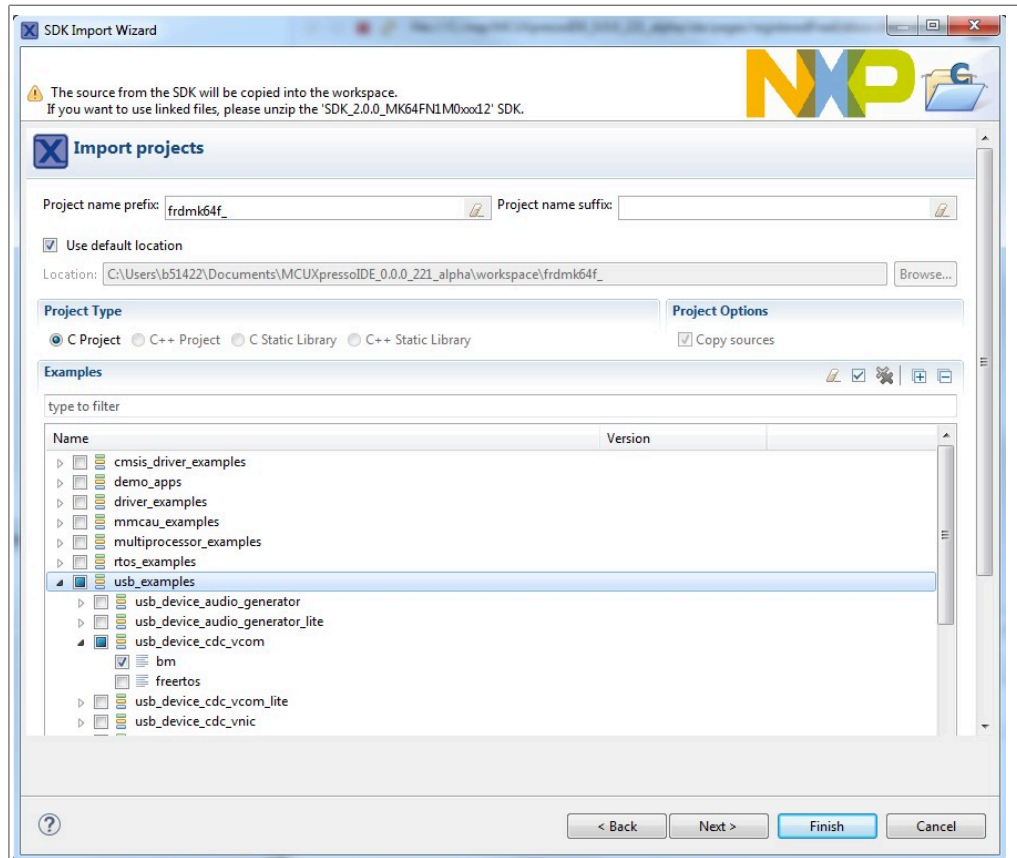 SDK Import Wizard
The source from the SDK will be copied into the workspace.
If you want to use linked files, please unzip the 'SDK_2.0.0_MK64FN1M0xxx12' SDK.
NXP
Import projects
Project name prefix: frdmk64f_ Project name suffix:
Use default location
Location: C:\Users\b51422\Documents\MCUXpressoIDE_0.0.0_221_alpha\workspace\frdmk64f_ Browse...
Project Type Project Options
C Project C++ Project C Static Library C++ Static Library Copy sources
Examples
type to filter
Name Version
cmsis_driver_examples
demo_apps
driver_examples
mmcau_examples
multiprocessor_examples
rtos_examples
usb_examples
usb_device_audio_generator
usb_device_audio_generator_lite
usb_device_cdc_vcom
bm
freertos
usb_device_cdc_vcom_lite
usb_device_cdc_vnic
< Back Next > Finish Cancel